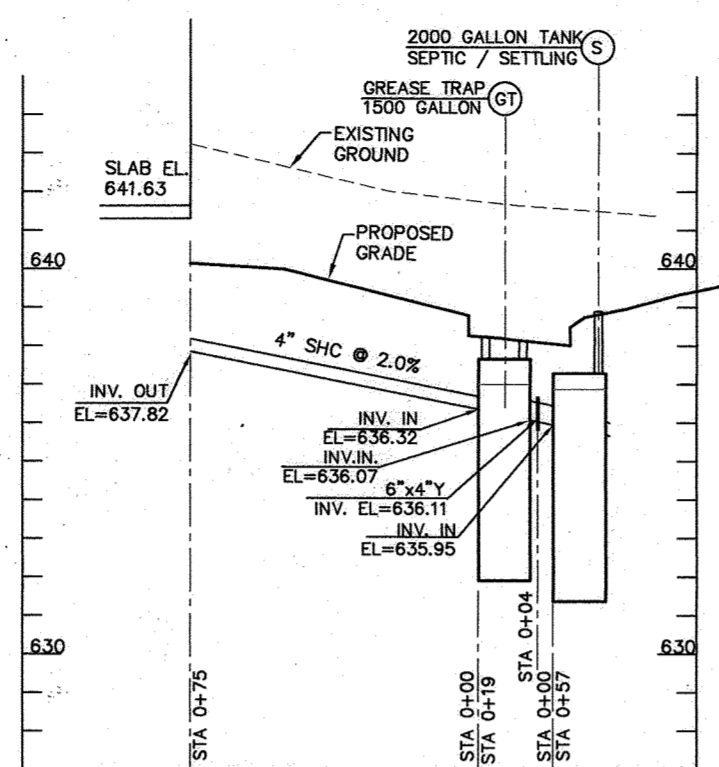 2000 GALLON TANK
SEPTIC / SETTLING
S
GREASE TRAP
1500 GALLON
GT
EXISTING
GROUND
SLAB EL.
641.63
PROPOSED
GRADE
640
640
4" SHC @ 2.0%
INV. OUT
EL=637.82
INV. IN
EL=636.32
INV.IN.
EL=636.07
6"x4"Y
INV. EL=636.11
INV. IN
EL=635.95
630
630
STA 0+75
STA 0+00
STA 0+19
STA 0+04
STA 0+00
STA 0+57